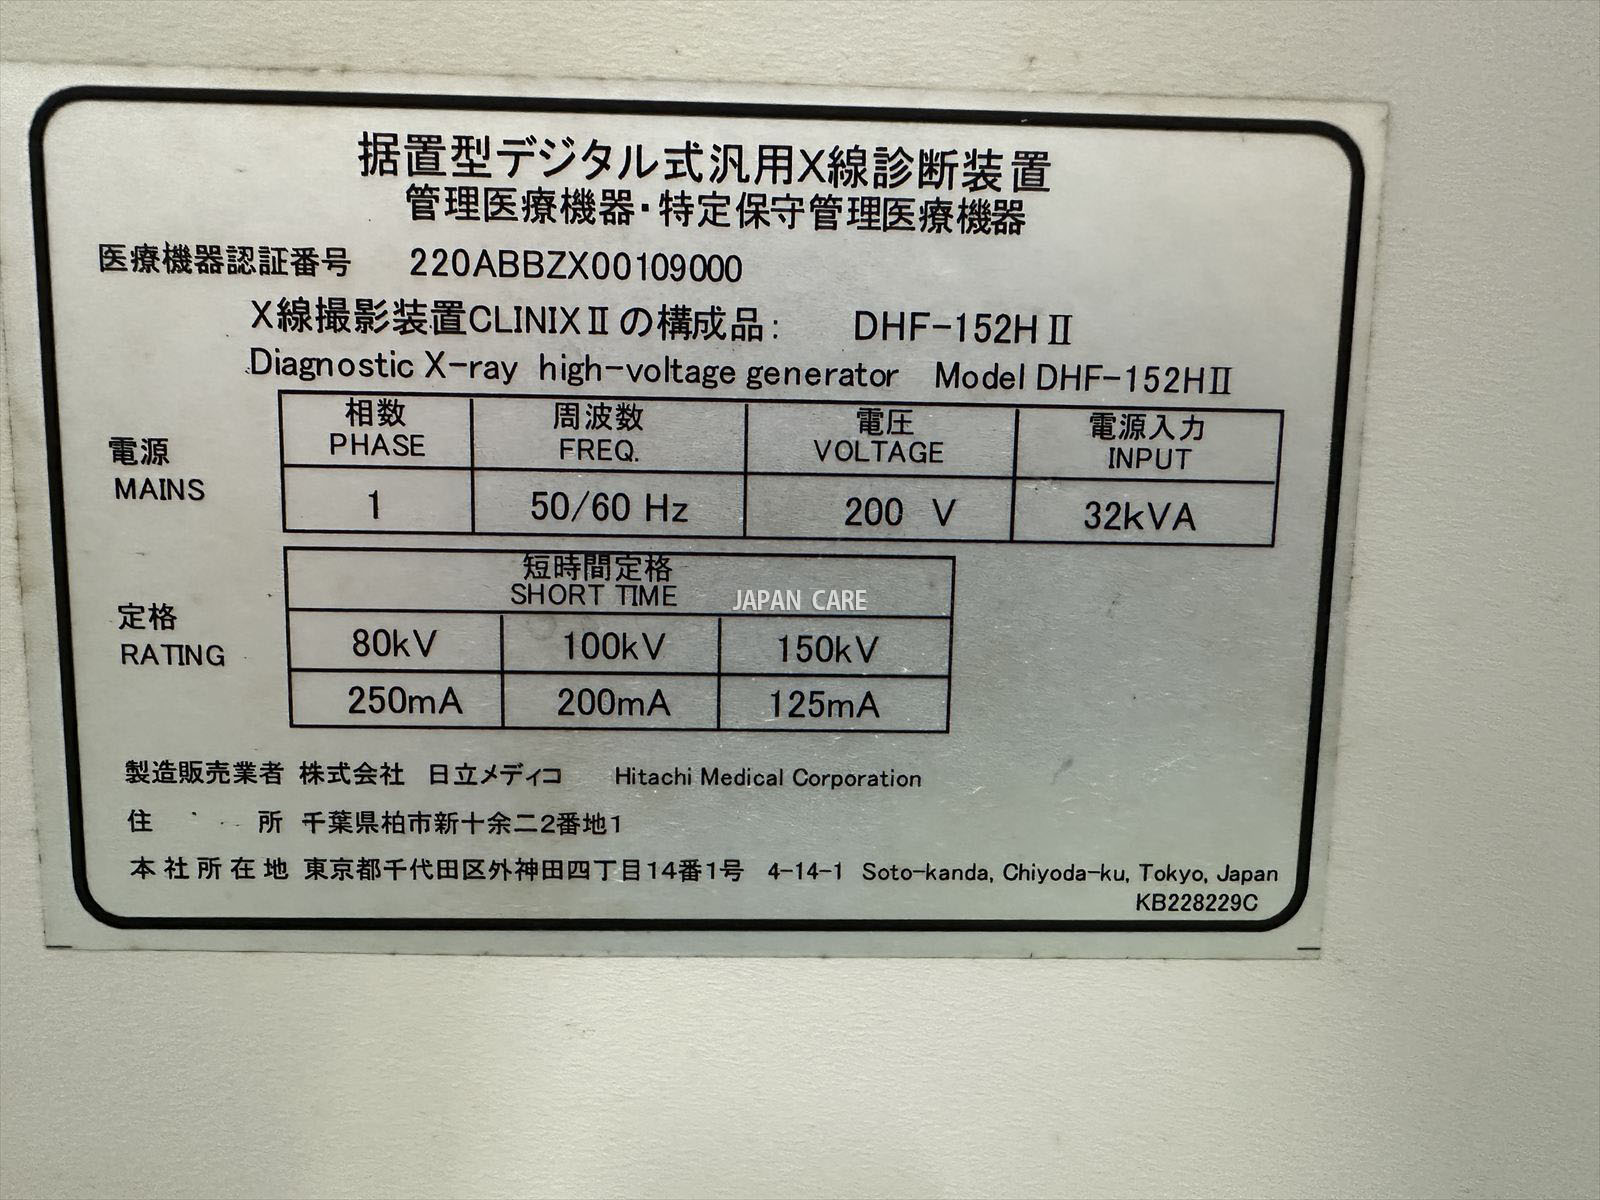 据置型デジタル式汎用X線診断装置
管理医療機器・特定保守管理医療機器
医療機器認証番号 220ABBZX00109000
X線撮影装置CLINIXⅡの構成品： DHF-152HⅡ
Diagnostic X-ray high-voltage generator Model DHF-152HⅡ
電源 MAINS
相数 周波数 電圧 電源入力
PHASE FREQ. VOLTAGE INPUT
1 50/60 Hz 200 V 32kVA
定格 RATING
短時間定格
SHORT TIME
JAPAN CARE
80kV 100kV 150kV
250mA 200mA 125mA
製造販売業者 株式会社 日立メディコ Hitachi Medical Corporation
住 所 千葉県柏市新十余二2番地1
本社所在地 東京都千代田区外神田四丁目14番1号 4-14-1 Soto-kanda, Chiyoda-ku, Tokyo, Japan
KB228229C